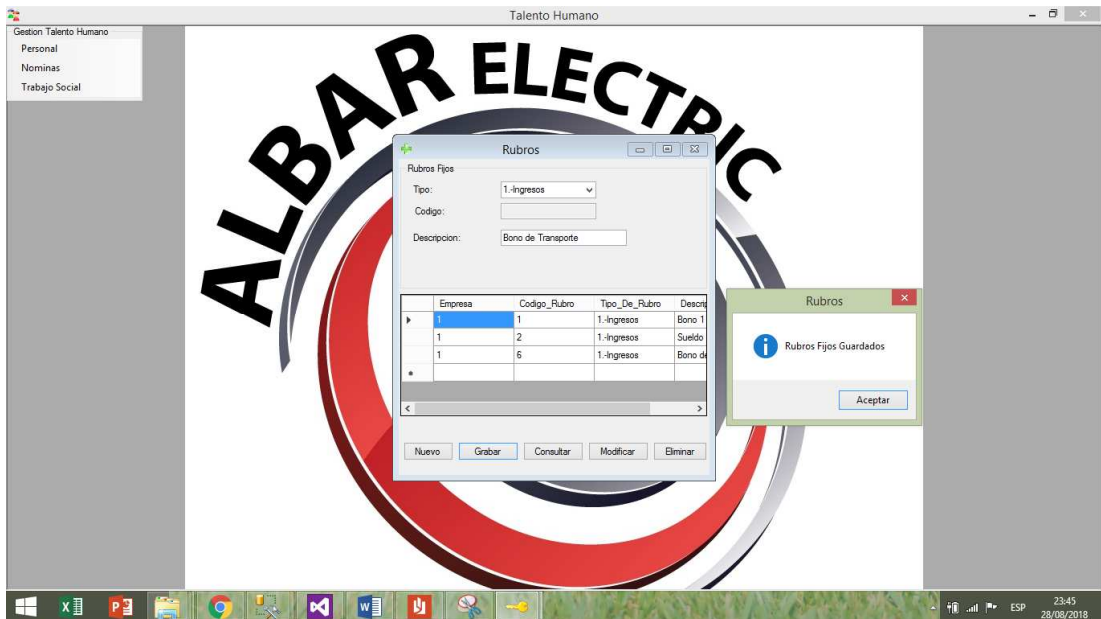 Talento Humano
Gestion Talento Humano
Personal
Nominas
Trabajo Social
ALBAR ELECTRIC
Rubros
Rubros Fijos
Tipo: 1.-Ingresos
Codigo:
Descripcion: Bono de Transporte
Empresa Codigo_Rubro Tipo_De_Rubro Descrip
1 1 1.-Ingresos Bono 1
1 2 1.-Ingresos Sueldo
1 6 1.-Ingresos Bono de
Nuevo Grabar Consultar Modificar Eliminar
Rubros
Rubros Fijos Guardados
Aceptar
ESP
23:45
28/08/2018